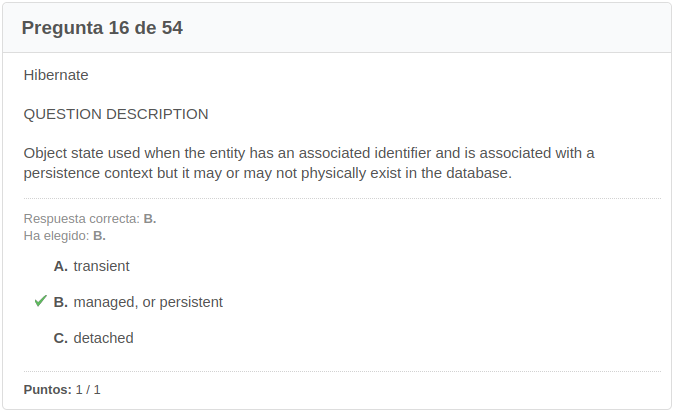 Pregunta 16 de 54
Hibernate
QUESTION DESCRIPTION
Object state used when the entity has an associated identifier and is associated with a
persistence context but it may or may not physically exist in the database.
Respuesta correcta: B.
Ha elegido: B.
A. transient
B. managed, or persistent
C. detached
Puntos: 1 / 1